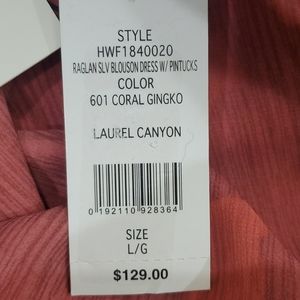 STYLE
HWF1840020
RAGLAN SLV BLOUSON DRESS W/ PINTUCKS
COLOR
601 CORAL GINGKO
LAUREL CANYON
0 192110 928364
SIZE
L/G
$129.00